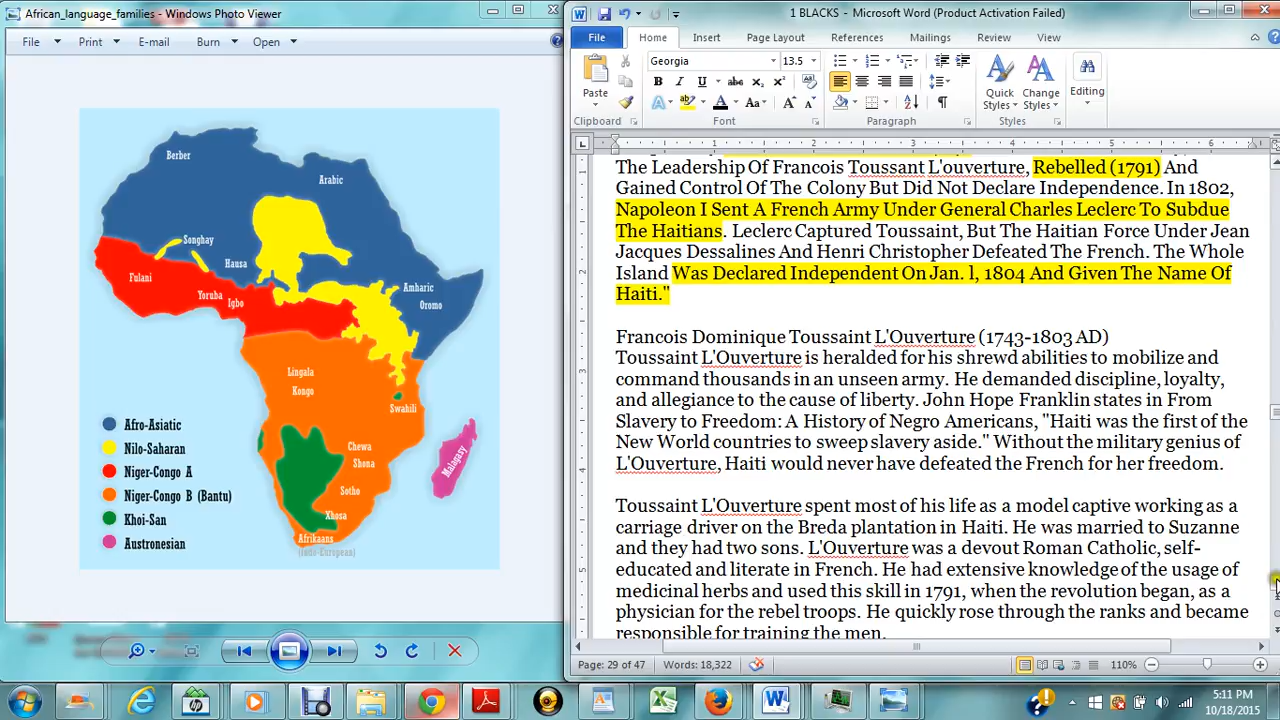 African_language_families - Windows Photo Viewer
File Print E-mail Burn Open
Berber
Arabic
Songhay
Hausa
Fulani
Yoruba
Igbo
Amharic
Oromo
Lingala
Kongo
Swahili
Chewa
Shona
Sotho
Xhosa
Afrikaans
(Indo-European)
Malagasy
Afro-Asiatic
Nilo-Saharan
Niger-Congo A
Niger-Congo B (Bantu)
Khoi-San
Austronesian
1 BLACKS - Microsoft Word (Product Activation Failed)
File Home Insert Page Layout References Mailings Review View
Georgia 13.5
Paste
Quick Styles
Change Styles
Editing
Clipboard Font Paragraph Styles
1 2 3 4 5 6
The Leadership Of Francois Toussant L'ouverture, Rebelled (1791) And
Gained Control Of The Colony But Did Not Declare Independence. In 1802,
Napoleon I Sent A French Army Under General Charles Leclerc To Subdue
The Haitians. Leclerc Captured Toussaint, But The Haitian Force Under Jean
Jacques Dessalines And Henri Christopher Defeated The French. The Whole
Island Was Declared Independent On Jan. l, 1804 And Given The Name Of
Haiti."
Francois Dominique Toussaint L'Ouverture (1743-1803 AD)
Toussaint L'Ouverture is heralded for his shrewd abilities to mobilize and
command thousands in an unseen army. He demanded discipline, loyalty,
and allegiance to the cause of liberty. John Hope Franklin states in From
Slavery to Freedom: A History of Negro Americans, "Haiti was the first of the
New World countries to sweep slavery aside." Without the military genius of
L'Ouverture, Haiti would never have defeated the French for her freedom.
Toussaint L'Ouverture spent most of his life as a model captive working as a
carriage driver on the Breda plantation in Haiti. He was married to Suzanne
and they had two sons. L'Ouverture was a devout Roman Catholic, self-
educated and literate in French. He had extensive knowledge of the usage of
medicinal herbs and used this skill in 1791, when the revolution began, as a
physician for the rebel troops. He quickly rose through the ranks and became
responsible for training the men.
Page: 29 of 47 Words: 18,322 110%
5:11 PM
10/18/2015